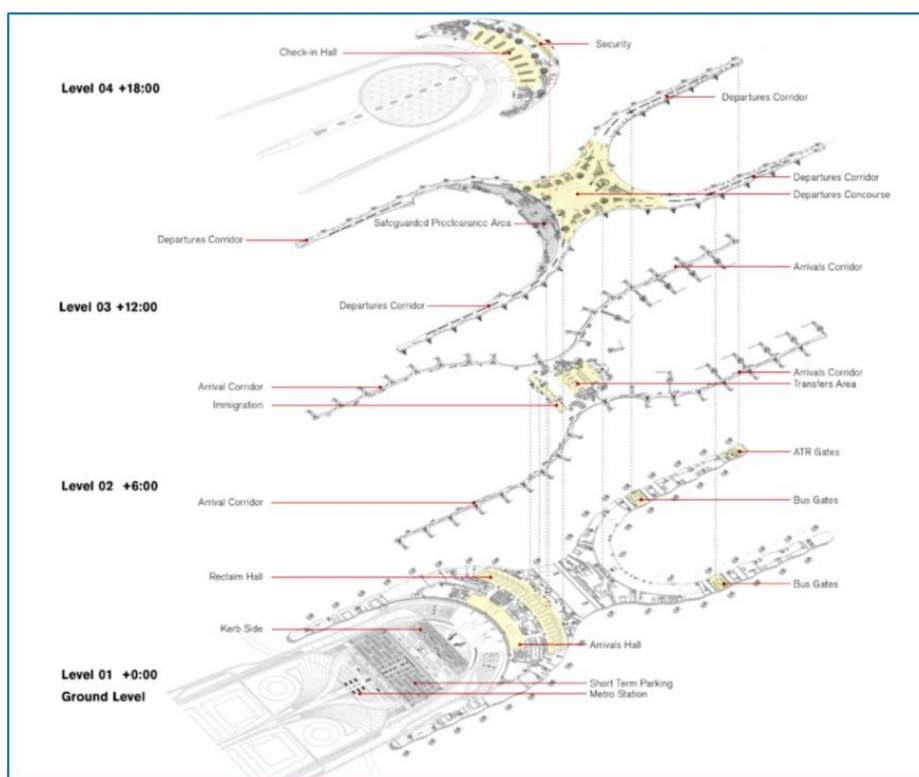 Check-in Hall
Security
Level 04 +18:00
Departures Corridor
Departures Corridor
Departures Concourse
Safeguarded Preclearance Area
Departures Corridor
Arrivals Corridor
Level 03 +12:00
Departures Corridor
Arrivals Corridor
Arrival Corridor
Transfers Area
Immigration
ATR Gates
Level 02 +6:00
Arrival Corridor
Bus Gates
Reclaim Hall
Bus Gates
Kerb Side
Arrivals Hall
Level 01 +0:00
Short Term Parking
Metro Station
Ground Level